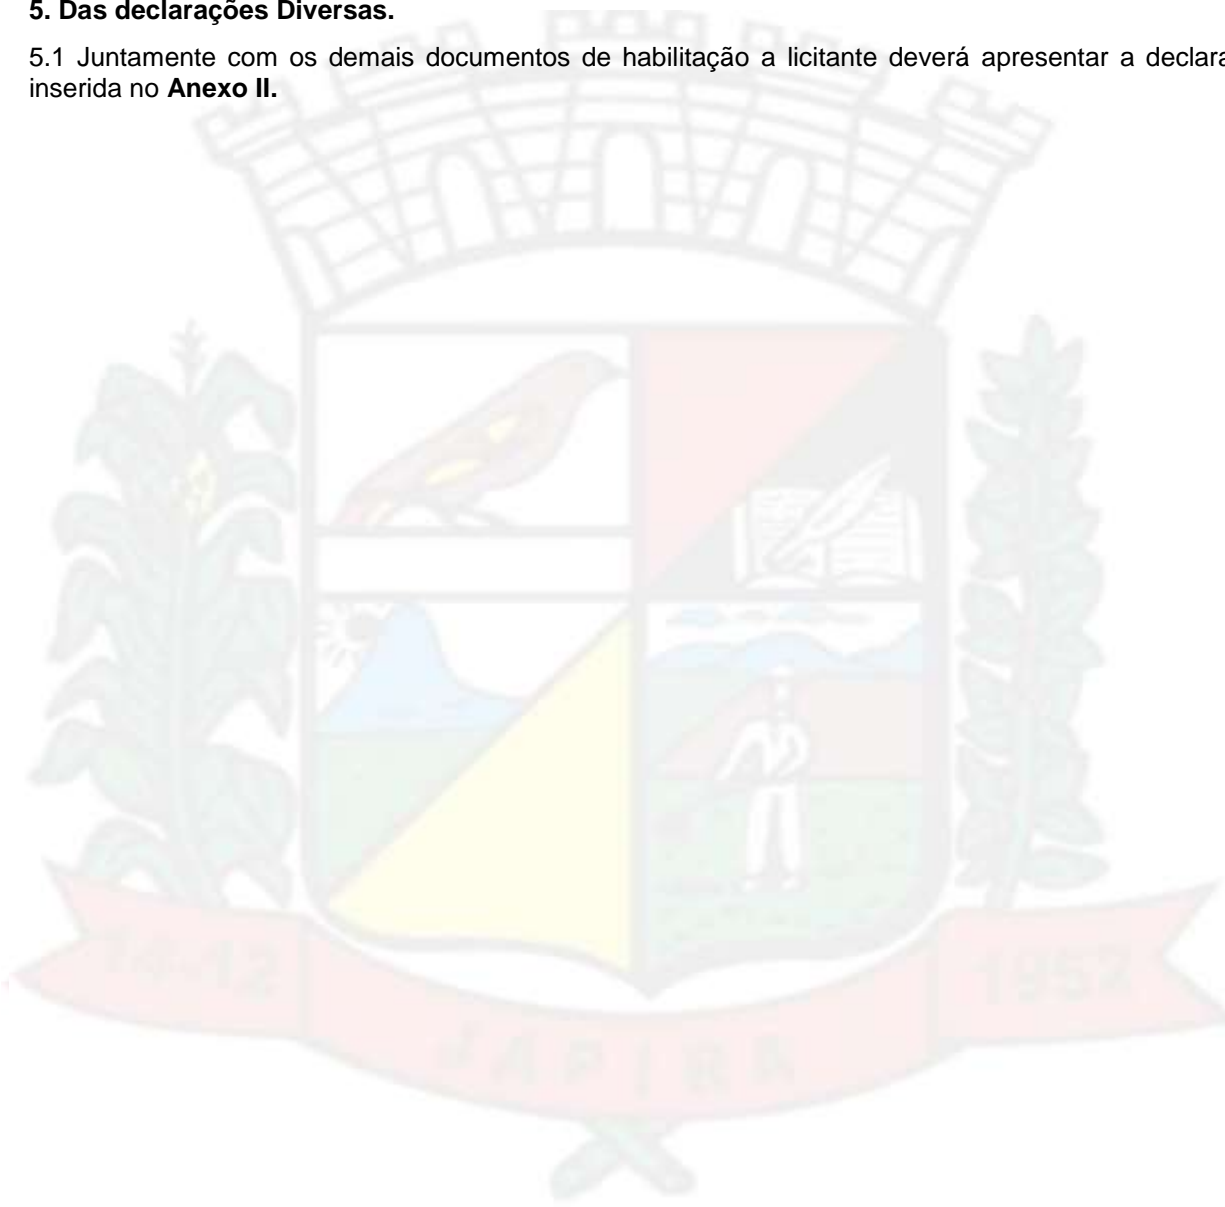 5. Das declarações Diversas.
5.1 Juntamente com os demais documentos de habilitação a licitante deverá apresentar a declara
inserida no Anexo II.
14-12
1952
JAPIRA